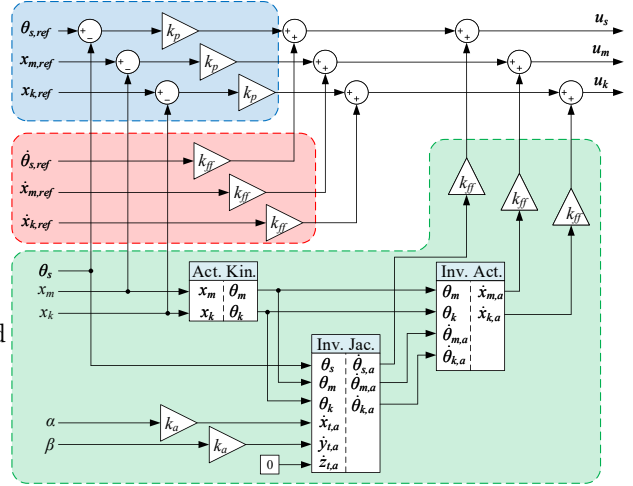 θs,ref + − kp + + + + us
xm,ref + − kp + + + + um
xk,ref + − kp + + + + uk
θ̇s,ref kff
ẋm,ref kff
ẋk,ref kff
kff kff kff
θs
xm
xk
Act. Kin.
xm θm
xk θk
Inv. Act.
θm ẋm,a
θk ẋk,a
θ̇m,a
θ̇k,a
d
Inv. Jac.
θs θ̇s,a
θm θ̇m,a
θk θ̇k,a
ẋt,a
ẏt,a
żt,a
α ka
β ka
0